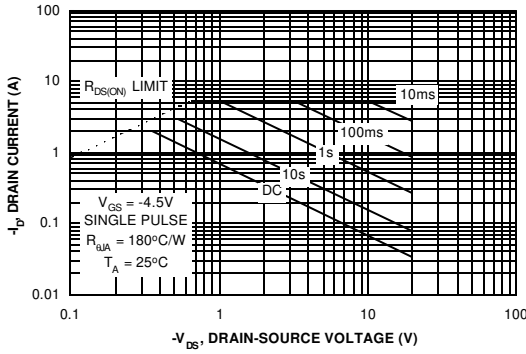 100
10
1
0.1
0.01
-I_D, DRAIN CURRENT (A)
R_DS(ON) LIMIT
10ms
100ms
1s
10s
DC
V_GS = -4.5V
SINGLE PULSE
R_θJA = 180°C/W
T_A = 25°C
0.1 1 10 100
-V_DS, DRAIN-SOURCE VOLTAGE (V)